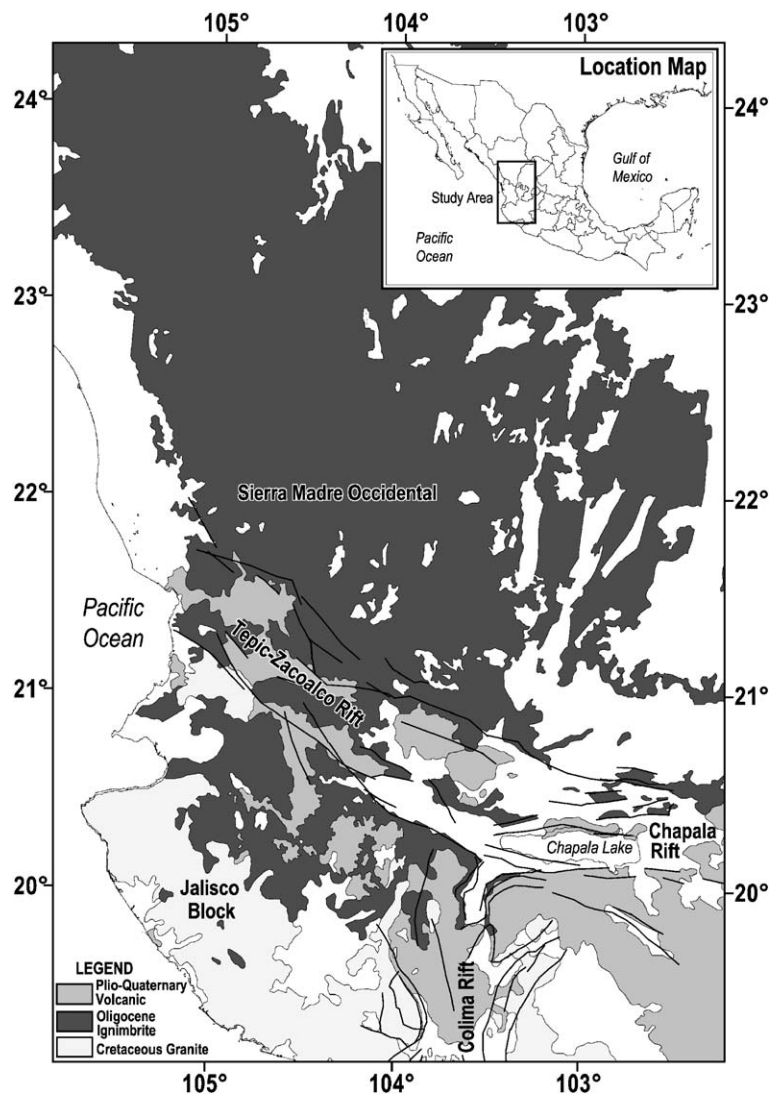 105°
104°
103°
24°
24°
Location Map
Gulf of
Mexico
Study Area
Pacific
Ocean
23°
23°
22°
22°
Sierra Madre Occidental
Pacific
Ocean
Tepic-Zacoalco Rift
21°
21°
Chapala Lake
Chapala
Rift
20°
20°
Jalisco
Block
Colima Rift
LEGEND
Plio-Quaternary
Volcanic
Oligocene
Ignimbrite
Cretaceous Granite
105°
104°
103°